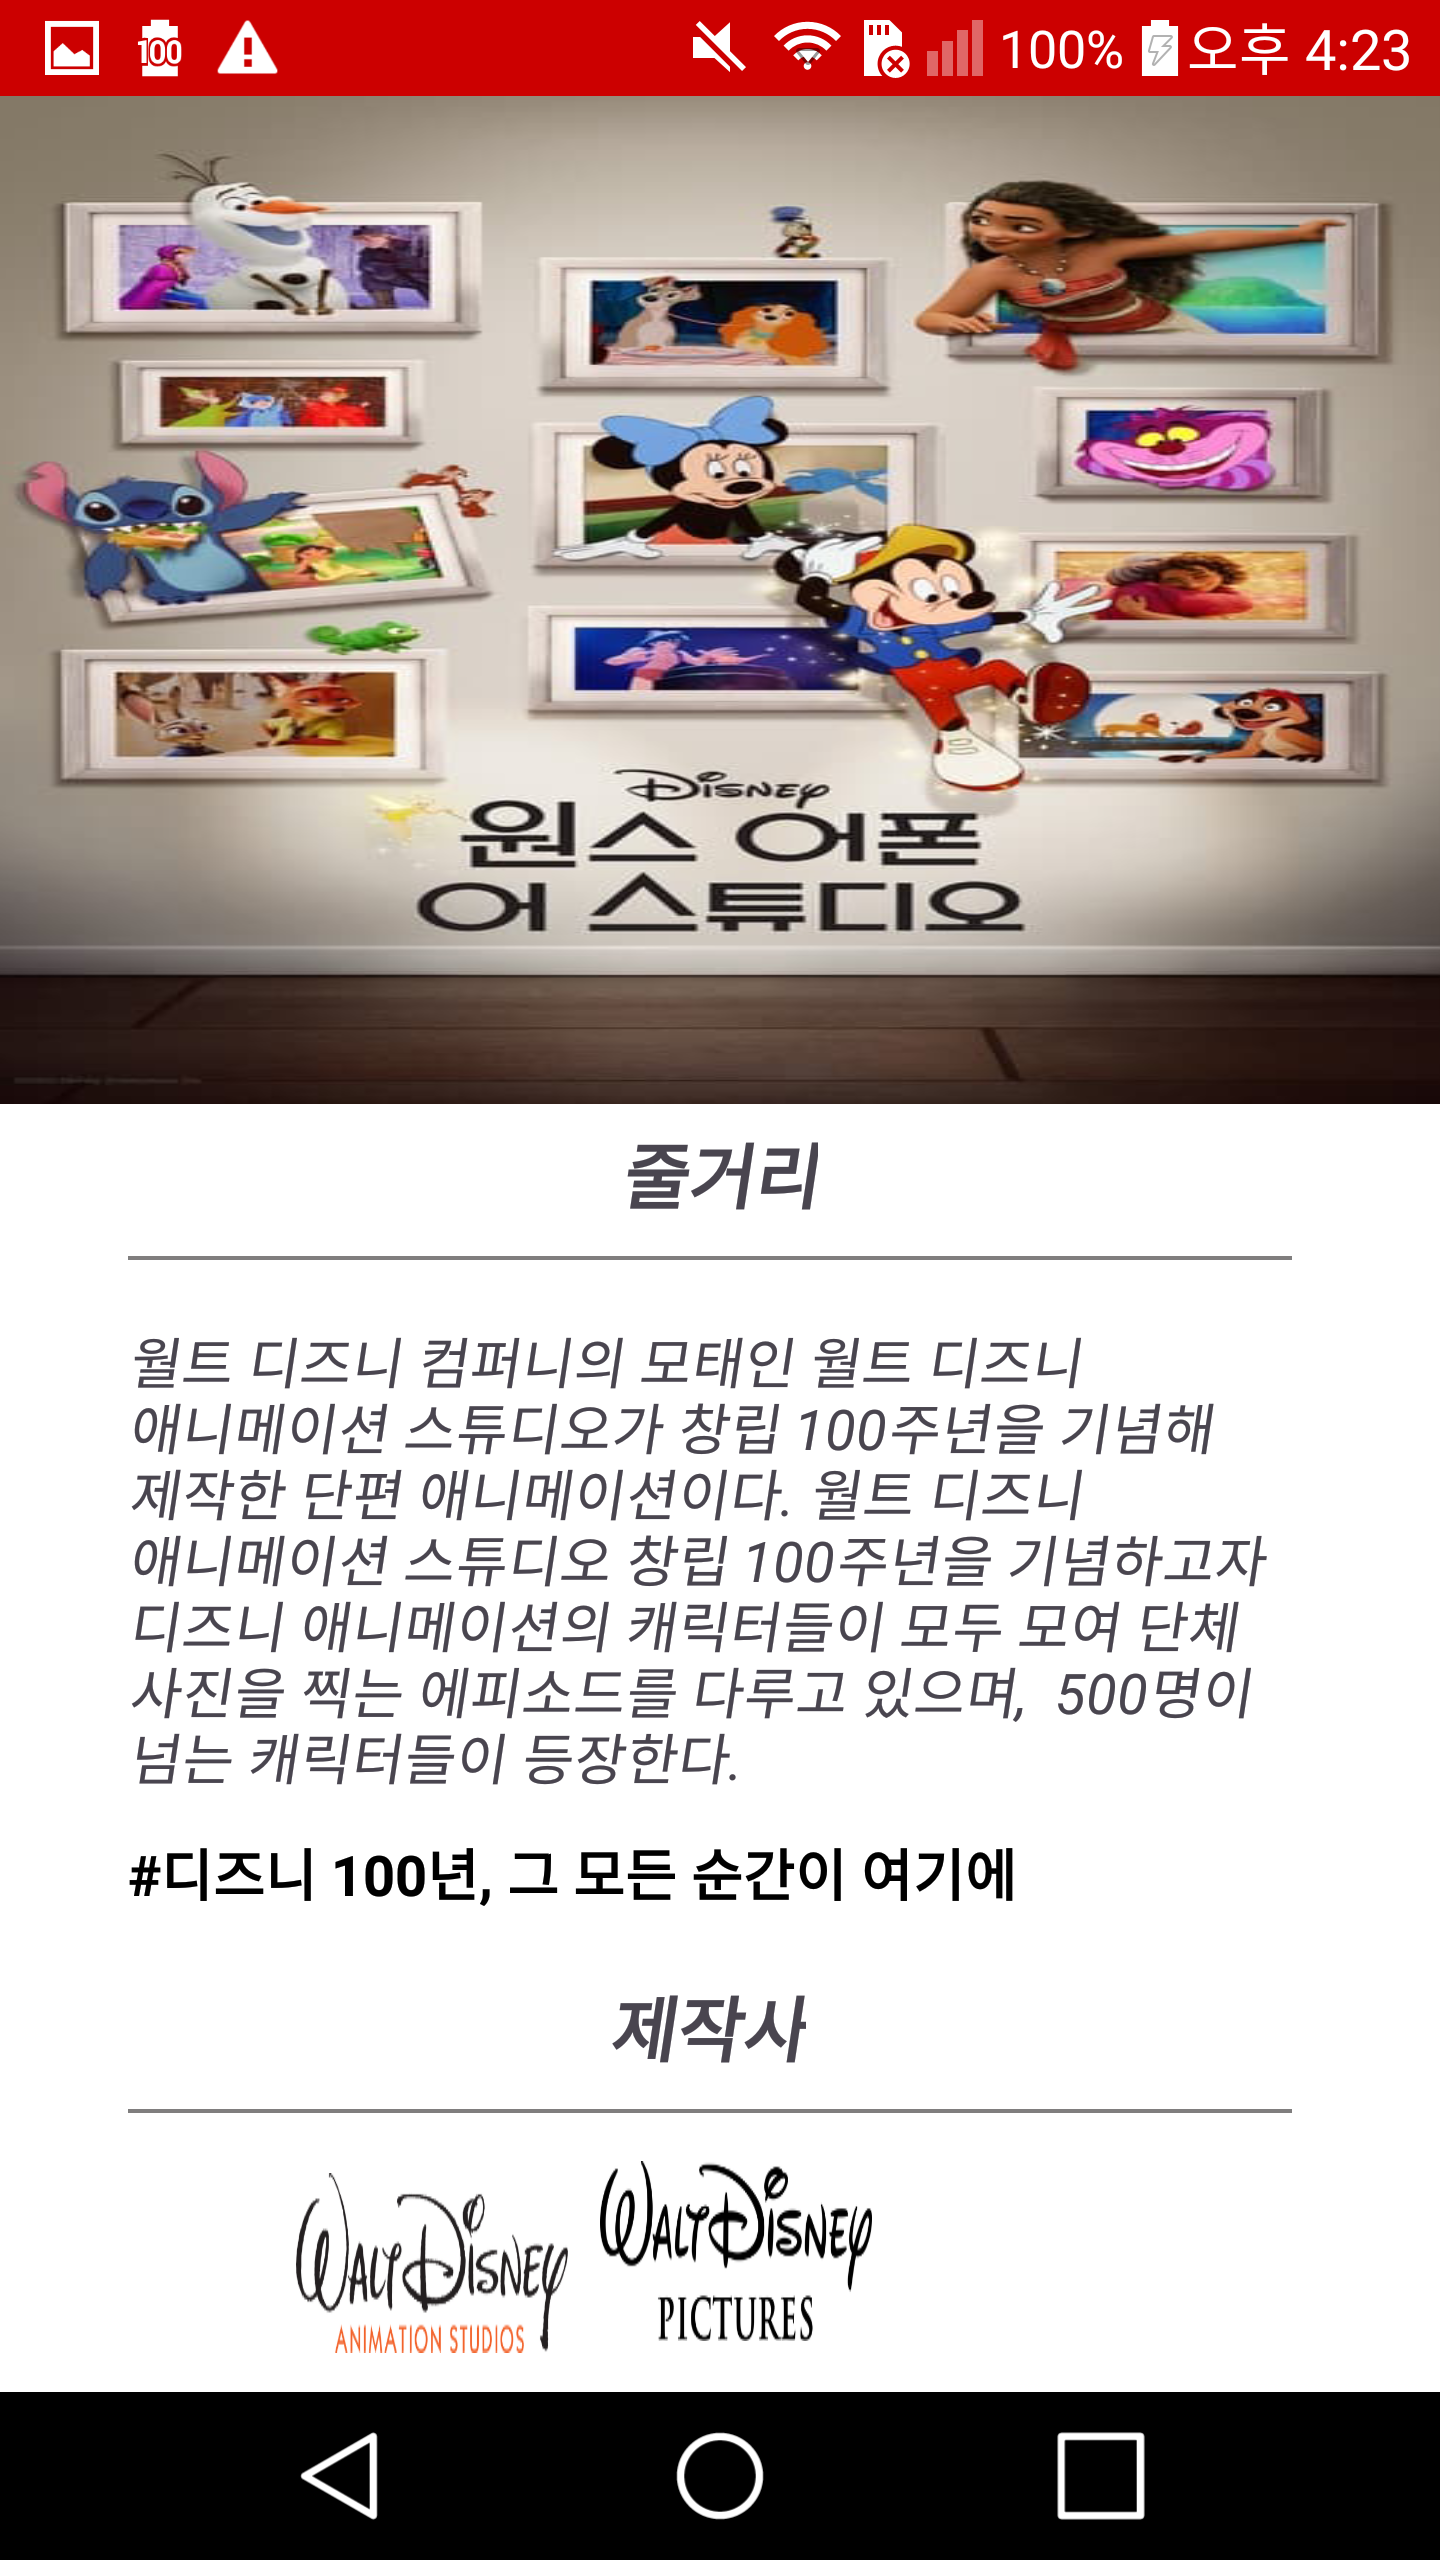 100
100% 오후 4:23
DISNEY
원스 어폰
어 스튜디오
줄거리
월트 디즈니 컴퍼니의 모태인 월트 디즈니
애니메이션 스튜디오가 창립 100주년을 기념해
제작한 단편 애니메이션이다. 월트 디즈니
애니메이션 스튜디오 창립 100주년을 기념하고자
디즈니 애니메이션의 캐릭터들이 모두 모여 단체
사진을 찍는 에피소드를 다루고 있으며,  500명이
넘는 캐릭터들이 등장한다.
#디즈니 100년, 그 모든 순간이 여기에
제작사
WALT DISNEY
ANIMATION STUDIOS
WALT DISNEY
PICTURES